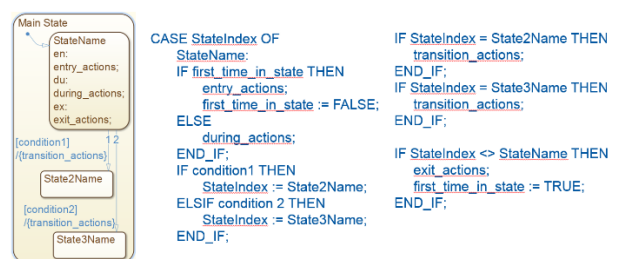 Main State
StateName
en:
entry_actions;
du:
during_actions;
ex:
exit_actions;
[condition1]
1 2
/{transition_actions}
State2Name
[condition2]
/{transition_actions}
State3Name
CASE StateIndex OF
StateName:
IF first_time_in_state THEN
entry_actions;
first_time_in_state := FALSE;
ELSE
during_actions;
END_IF;
IF condition1 THEN
StateIndex := State2Name;
ELSIF condition 2 THEN
StateIndex := State3Name;
END_IF;
IF StateIndex = State2Name THEN
transition_actions;
END_IF;
IF StateIndex = State3Name THEN
transition_actions;
END_IF;
IF StateIndex <> StateName THEN
exit_actions;
first_time_in_state := TRUE;
END_IF;